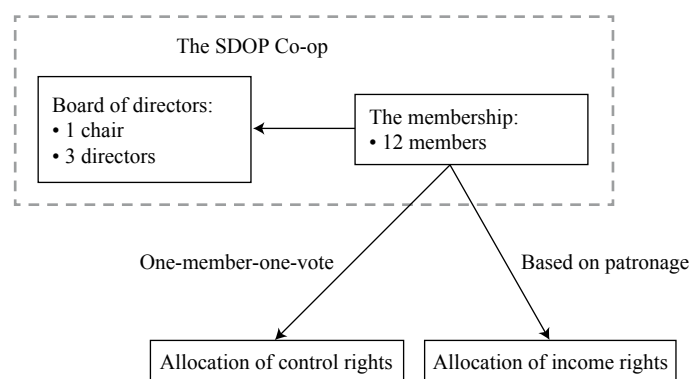 The SDOP Co-op
Board of directors:
• 1 chair
• 3 directors
The membership:
• 12 members
One-member-one-vote
Based on patronage
Allocation of control rights
Allocation of income rights